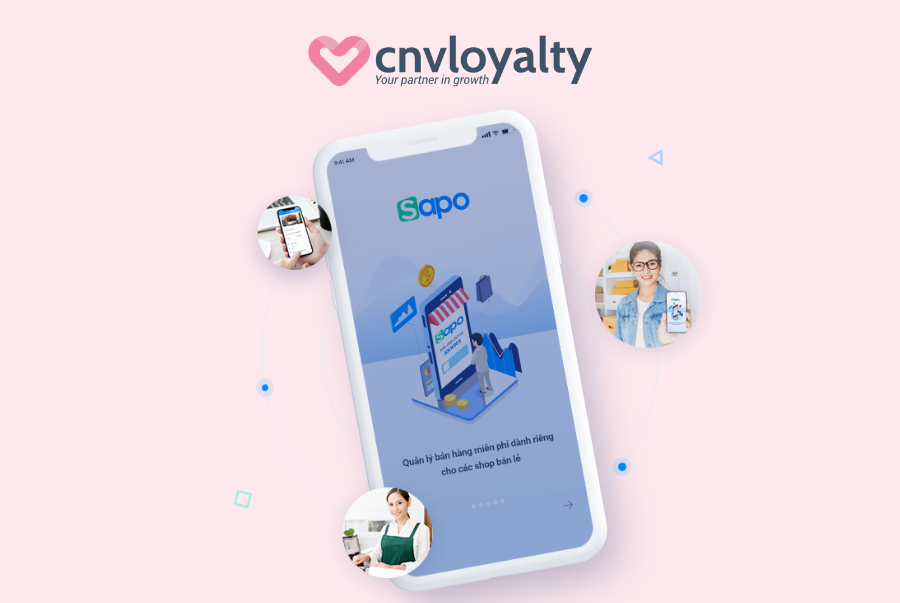 cnvloyalty
Your partner in growth
9:41 AM
Sapo
Sapo
Quản lý bán hàng miễn phí dành riêng
cho các shop bán lẻ